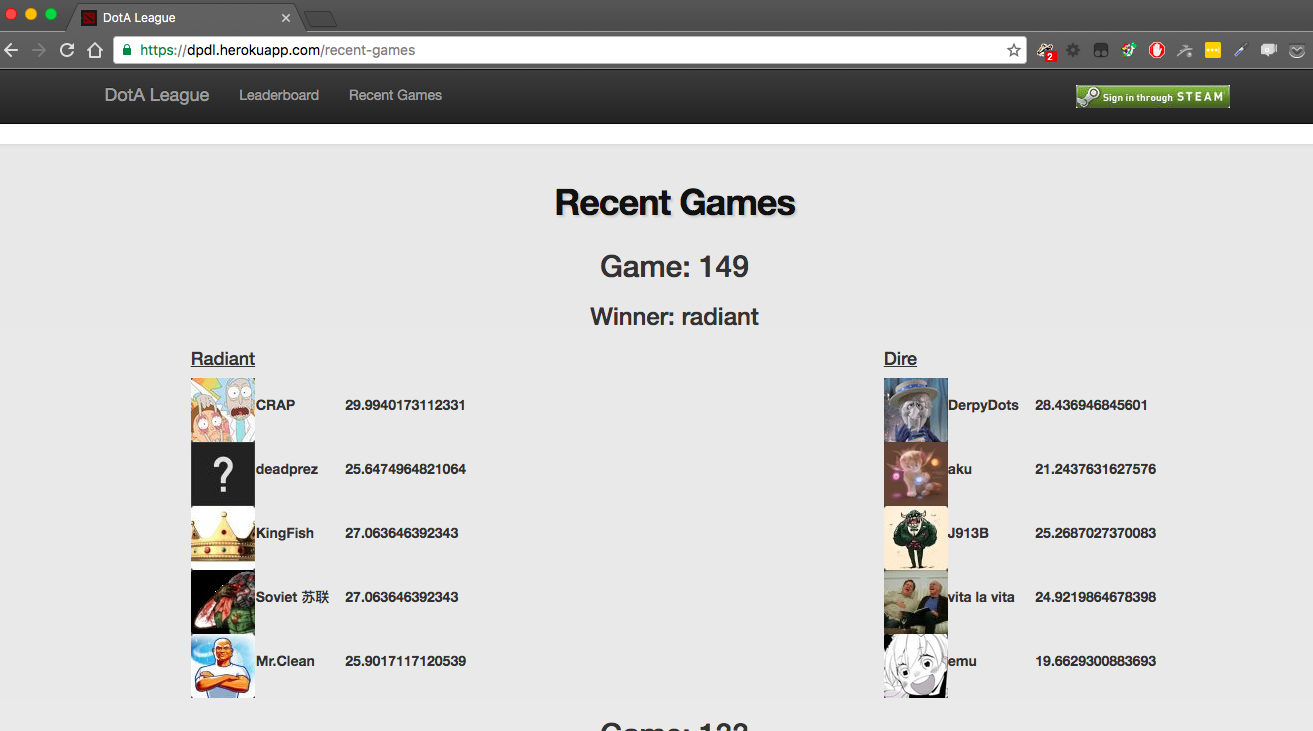 DotA League
https://dpdl.herokuapp.com/recent-games
2
DotA League Leaderboard Recent Games
Sign in through STEAM
Recent Games
Game: 149
Winner: radiant
Radiant
CRAP 29.9940173112331
? deadprez 25.6474964821064
KingFish 27.063646392343
Soviet 苏联 27.063646392343
Mr.Clean 25.9017117120539
Dire
DerpyDots 28.436946845601
aku 21.2437631627576
J913B 25.2687027370083
vita la vita 24.9219864678398
emu 19.6629300883693